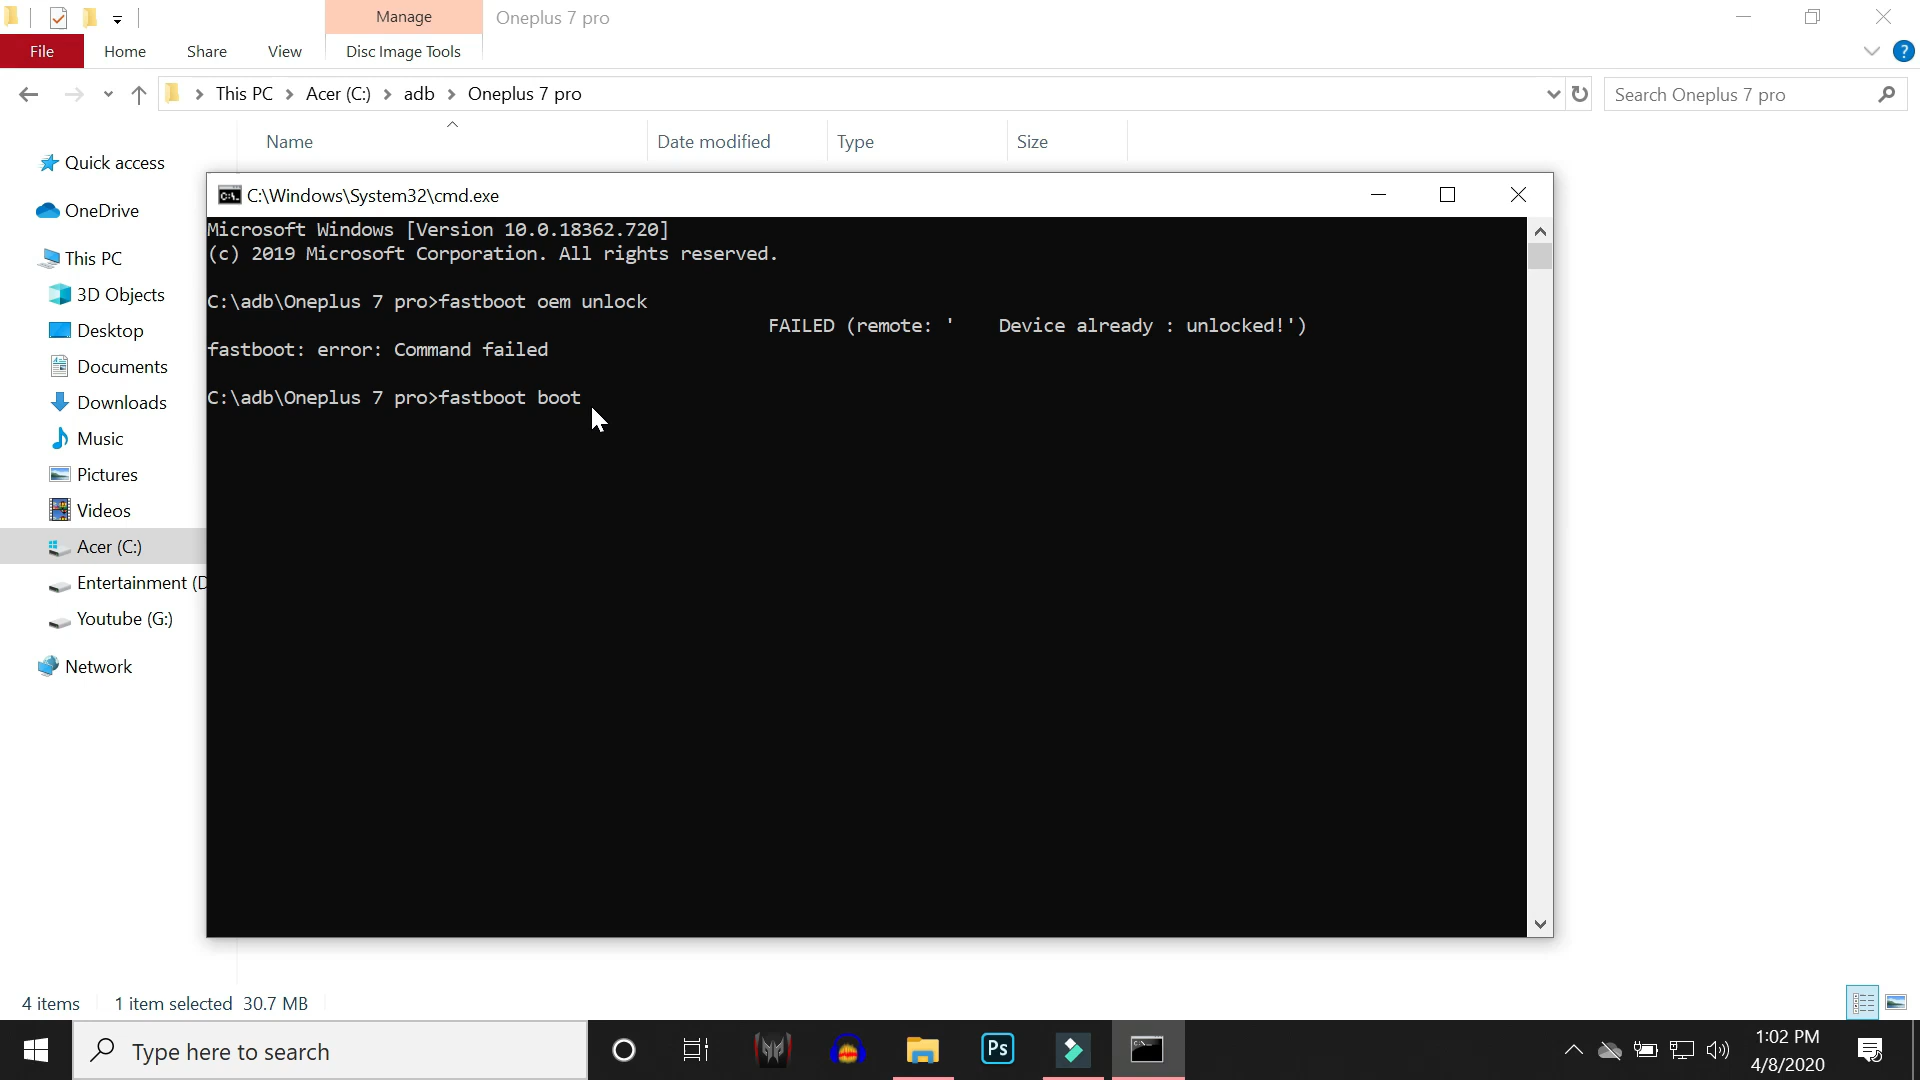 Manage
Oneplus 7 pro
File
Home
Share
View
Disc Image Tools
?
> This PC > Acer (C:) > adb > Oneplus 7 pro
Search Oneplus 7 pro
Name
Date modified
Type
Size
Quick access
OneDrive
This PC
3D Objects
Desktop
Documents
Downloads
Music
Pictures
Videos
Acer (C:)
Entertainment (D
Youtube (G:)
Network
C:\Windows\System32\cmd.exe
Microsoft Windows [Version 10.0.18362.720]
(c) 2019 Microsoft Corporation. All rights reserved.
C:\adb\Oneplus 7 pro>fastboot oem unlock
FAILED (remote: '    Device already : unlocked!')
fastboot: error: Command failed
C:\adb\Oneplus 7 pro>fastboot boot
4 items
1 item selected 30.7 MB
Type here to search
Ps
1:02 PM
4/8/2020